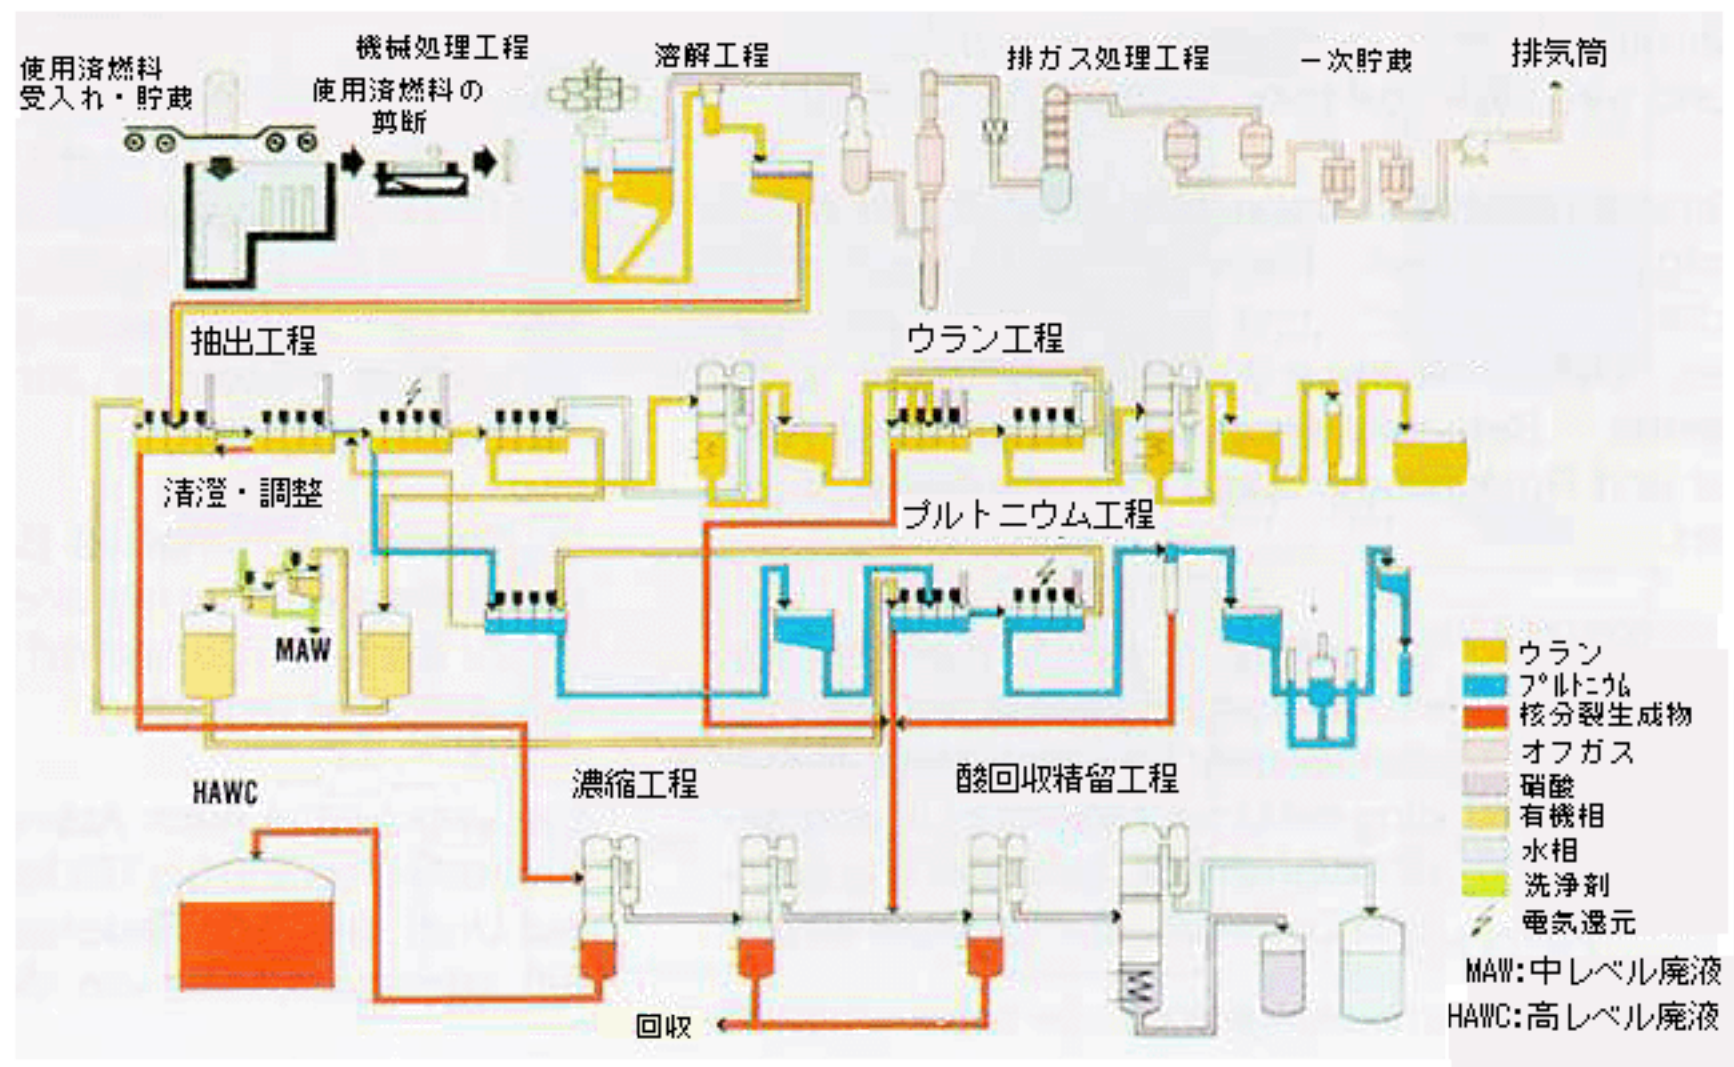 使用済燃料
受入れ・貯蔵
機械処理工程
使用済燃料の
剪断
溶解工程
排ガス処理工程
一次貯蔵
排気筒
抽出工程
ウラン工程
清澄・調整
プルトニウム工程
MAW
HAWC
濃縮工程
酸回収精留工程
回収
ウラン
プルトニウム
核分裂生成物
オフガス
硝酸
有機相
水相
洗浄剤
電気還元
MAW:中レベル廃液
HAWC:高レベル廃液